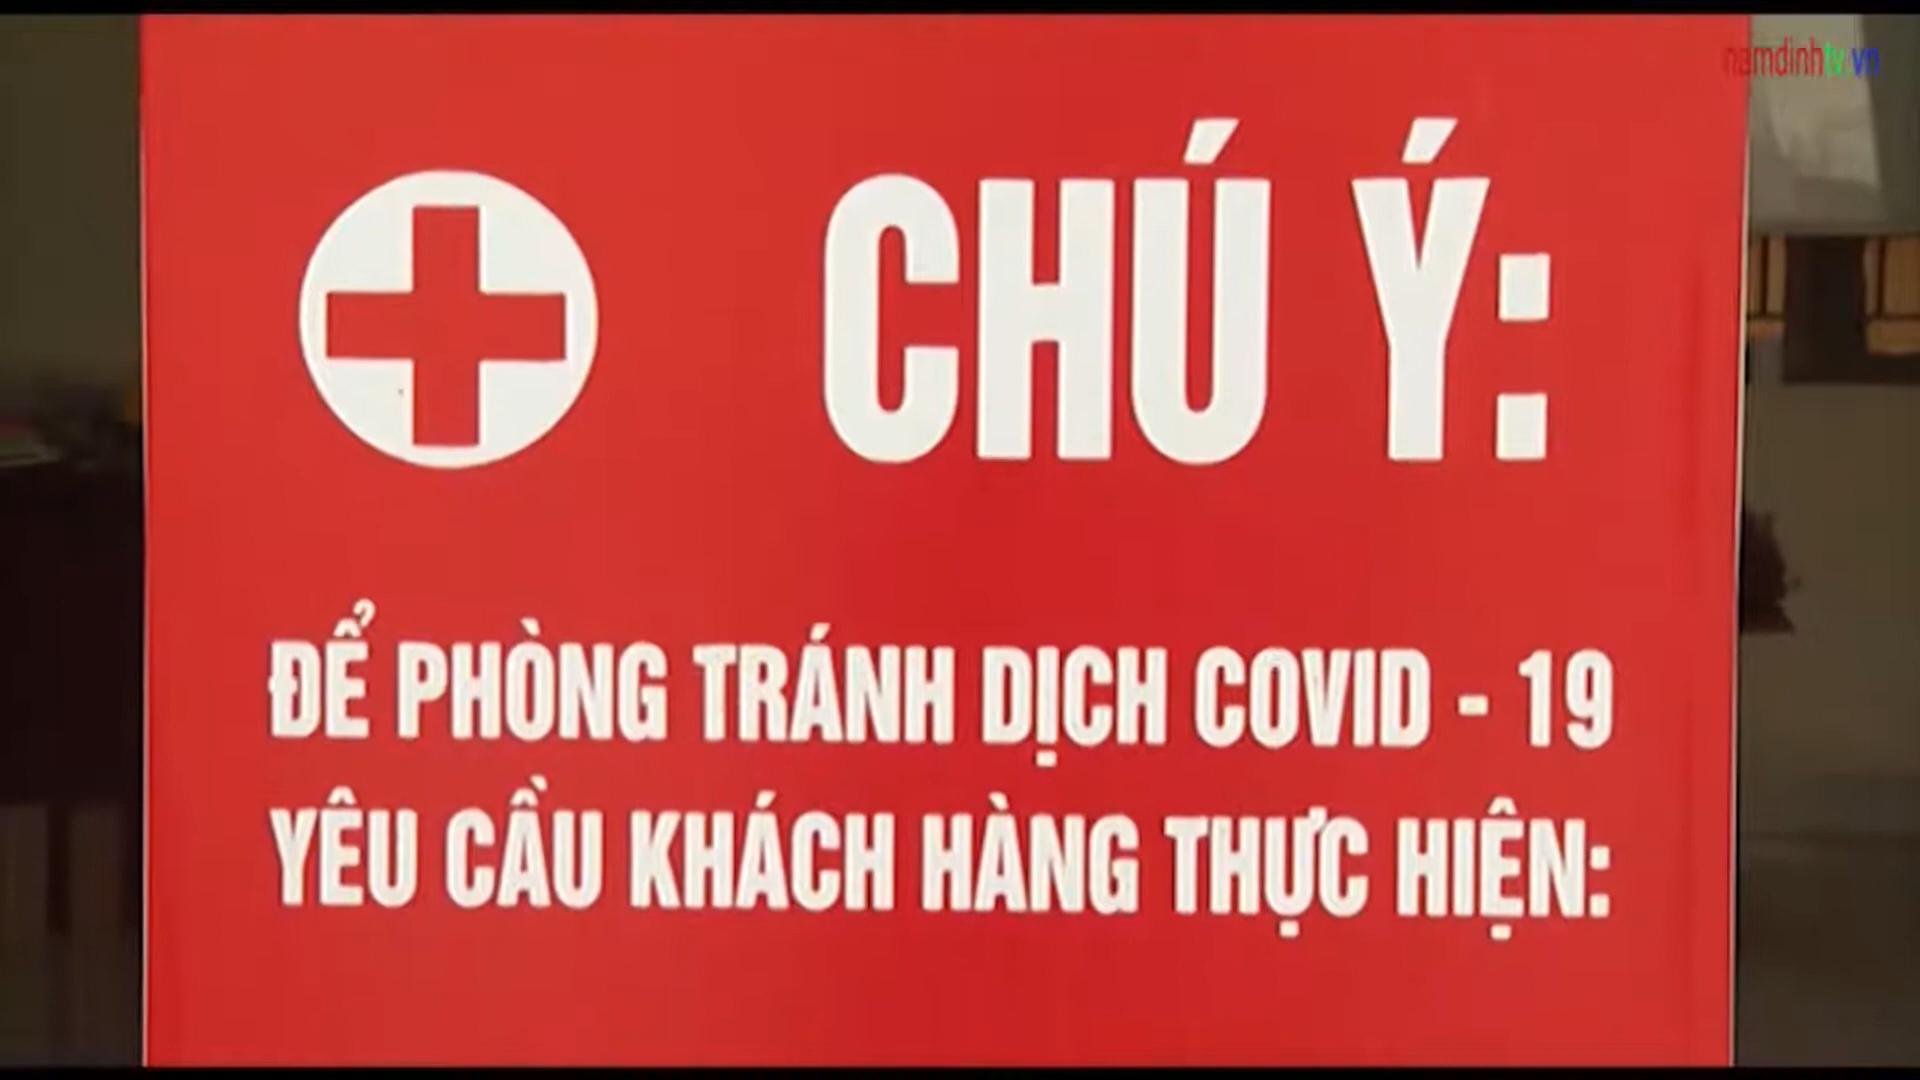 namdinhtv.vn
CHÚ Ý:
ĐỂ PHÒNG TRÁNH DỊCH COVID - 19
YÊU CẦU KHÁCH HÀNG THỰC HIỆN: